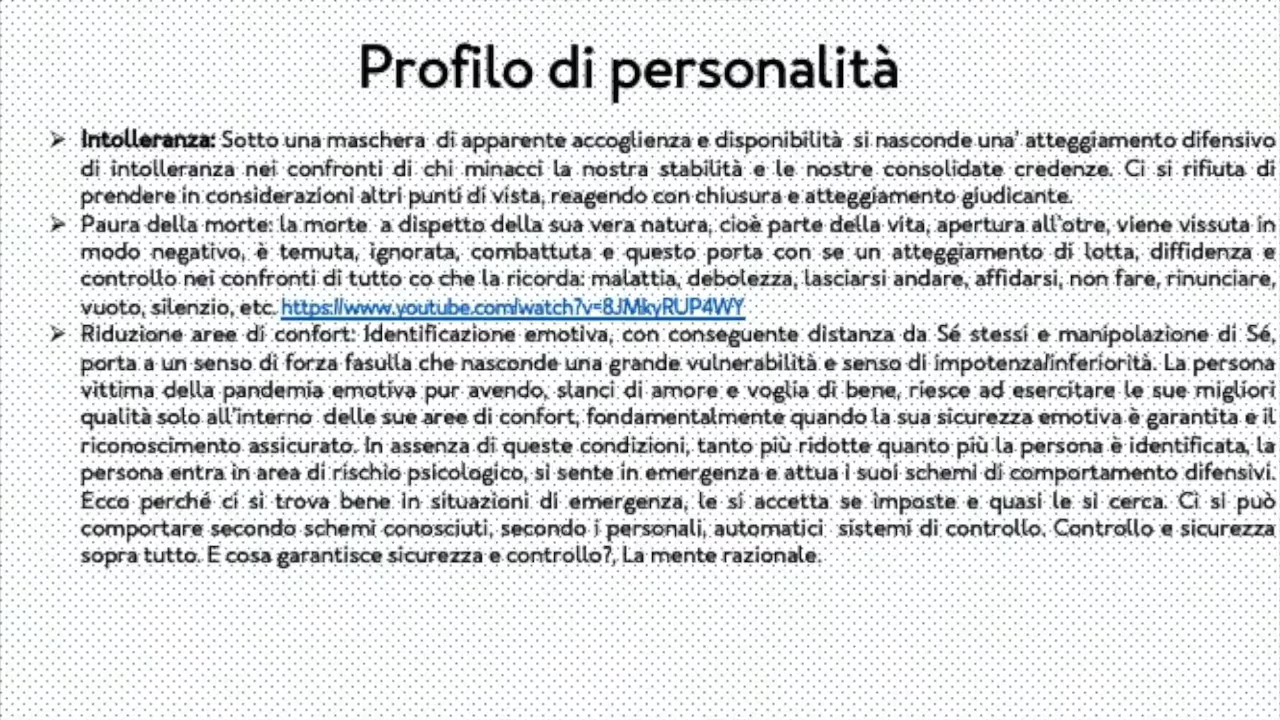 Profilo di personalità
➢ Intolleranza: Sotto una maschera di apparente accoglienza e disponibilità si nasconde una' atteggiamento difensivo
di intolleranza nei confronti di chi minacci la nostra stabilità e le nostre consolidate credenze. Ci si rifiuta di
prendere in considerazioni altri punti di vista, reagendo con chiusura e atteggiamento giudicante.
➢ Paura della morte: la morte a dispetto della sua vera natura, cioè parte della vita, apertura all'otre, viene vissuta in
modo negativo, è temuta, ignorata, combattuta e questo porta con se un atteggiamento di lotta, diffidenza e
controllo nei confronti di tutto co che la ricorda: malattia, debolezza, lasciarsi andare, affidarsi, non fare, rinunciare,
vuoto, silenzio, etc. https://www.youtube.com/watch?v=8JMkyRUP4WY
➢ Riduzione aree di confort: Identificazione emotiva, con conseguente distanza da Sé stessi e manipolazione di Sé,
porta a un senso di forza fasulla che nasconde una grande vulnerabilità e senso di impotenza/inferiorità. La persona
vittima della pandemia emotiva pur avendo, slanci di amore e voglia di bene, riesce ad esercitare le sue migliori
qualità solo all'interno delle sue aree di confort, fondamentalmente quando la sua sicurezza emotiva è garantita e il
riconoscimento assicurato. In assenza di queste condizioni, tanto più ridotte quanto più la persona è identificata, la
persona entra in area di rischio psicologico, si sente in emergenza e attua i suoi schemi di comportamento difensivi.
Ecco perché ci si trova bene in situazioni di emergenza, le si accetta se imposte e quasi le si cerca. Ci si può
comportare secondo schemi conosciuti, secondo i personali, automatici sistemi di controllo. Controllo e sicurezza
sopra tutto. E cosa garantisce sicurezza e controllo?, La mente razionale.